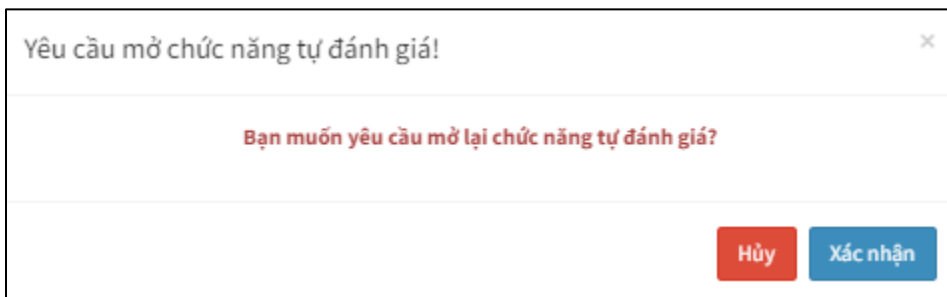 Yêu cầu mở chức năng tự đánh giá!
×
Bạn muốn yêu cầu mở lại chức năng tự đánh giá?
Hủy Xác nhận